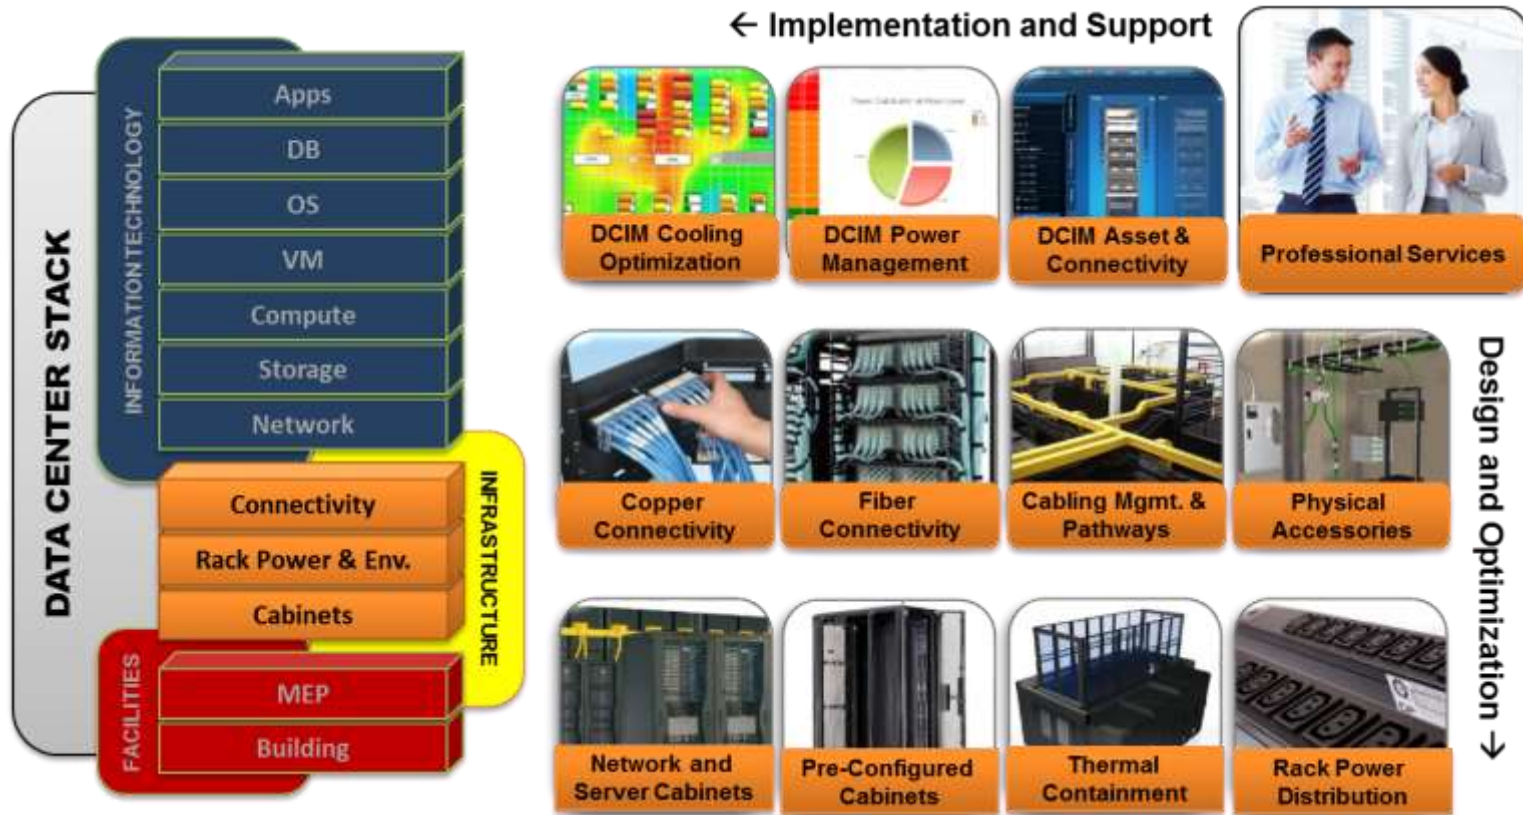 ← Implementation and Support
DATA CENTER STACK
INFORMATION TECHNOLOGY
Apps
DB
OS
VM
Compute
Storage
Network
INFRASTRUCTURE
Connectivity
Rack Power & Env.
Cabinets
FACILITIES
MEP
Building
DCIM Cooling
Optimization
DCIM Power
Management
DCIM Asset &
Connectivity
Professional Services
Copper
Connectivity
Fiber
Connectivity
Cabling Mgmt. &
Pathways
Physical
Accessories
Network and
Server Cabinets
Pre-Configured
Cabinets
Thermal
Containment
Rack Power
Distribution
Design and Optimization →